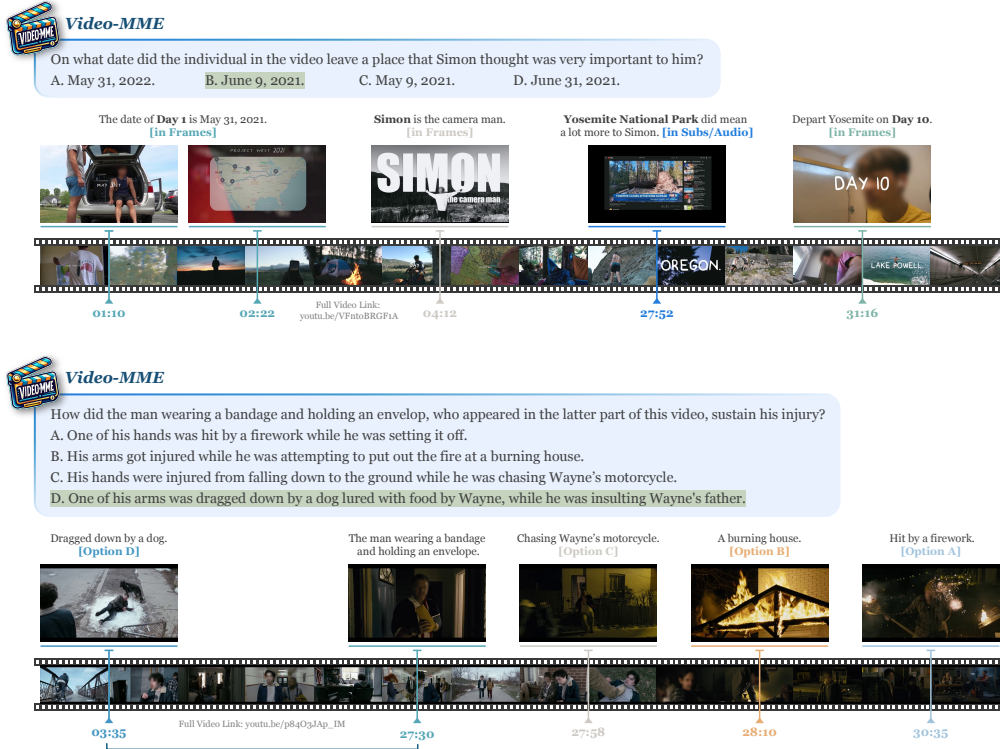 VIDEO-MME
Video-MME
On what date did the individual in the video leave a place that Simon thought was very important to him?
A. May 31, 2022.
B. June 9, 2021.
C. May 9, 2021.
D. June 31, 2021.
The date of Day 1 is May 31, 2021.
[in Frames]
Simon is the camera man.
[in Frames]
Yosemite National Park did mean
a lot more to Simon. [in Subs/Audio]
Depart Yosemite on Day 10.
[in Frames]
PROJECT WEST 2021
SIMON
the camera man
DAY 10
OREGON.
LAKE POWELL.
01:10
02:22
Full Video Link:
youtu.be/VFntoBRGF1A
04:12
27:52
31:16
VIDEO-MME
Video-MME
How did the man wearing a bandage and holding an envelop, who appeared in the latter part of this video, sustain his injury?
A. One of his hands was hit by a firework while he was setting it off.
B. His arms got injured while he was attempting to put out the fire at a burning house.
C. His hands were injured from falling down to the ground while he was chasing Wayne's motorcycle.
D. One of his arms was dragged down by a dog lured with food by Wayne, while he was insulting Wayne's father.
Dragged down by a dog.
[Option D]
The man wearing a bandage
and holding an envelope.
Chasing Wayne's motorcycle.
[Option C]
A burning house.
[Option B]
Hit by a firework.
[Option A]
03:35
Full Video Link: youtu.be/p84O3JAp_IM
27:30
27:58
28:10
30:35